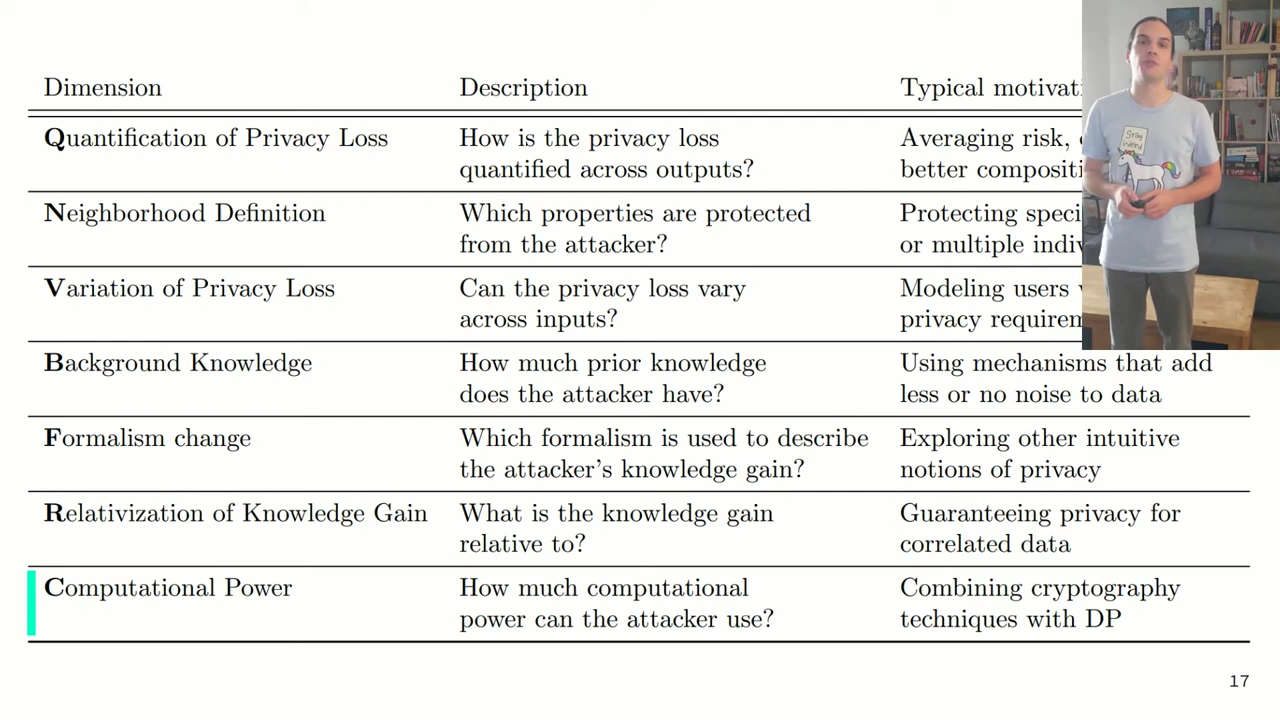 Dimension Description Typical
Quantification of Privacy Loss How is the privacy loss Averaging risk,
quantified across outputs? better
Neighborhood Definition Which properties are protected Protecting
from the attacker? or multiple
Variation of Privacy Loss Can the privacy loss vary Modeling users
across inputs? privacy
Background Knowledge How much prior knowledge Using mechanisms that add
does the attacker have? less or no noise to data
Formalism change Which formalism is used to describe Exploring other intuitive
the attacker's knowledge gain? notions of privacy
Relativization of Knowledge Gain What is the knowledge gain Guaranteeing privacy for
relative to? correlated data
Computational Power How much computational Combining cryptography
power can the attacker use? techniques with DP
17
Stay
Weird